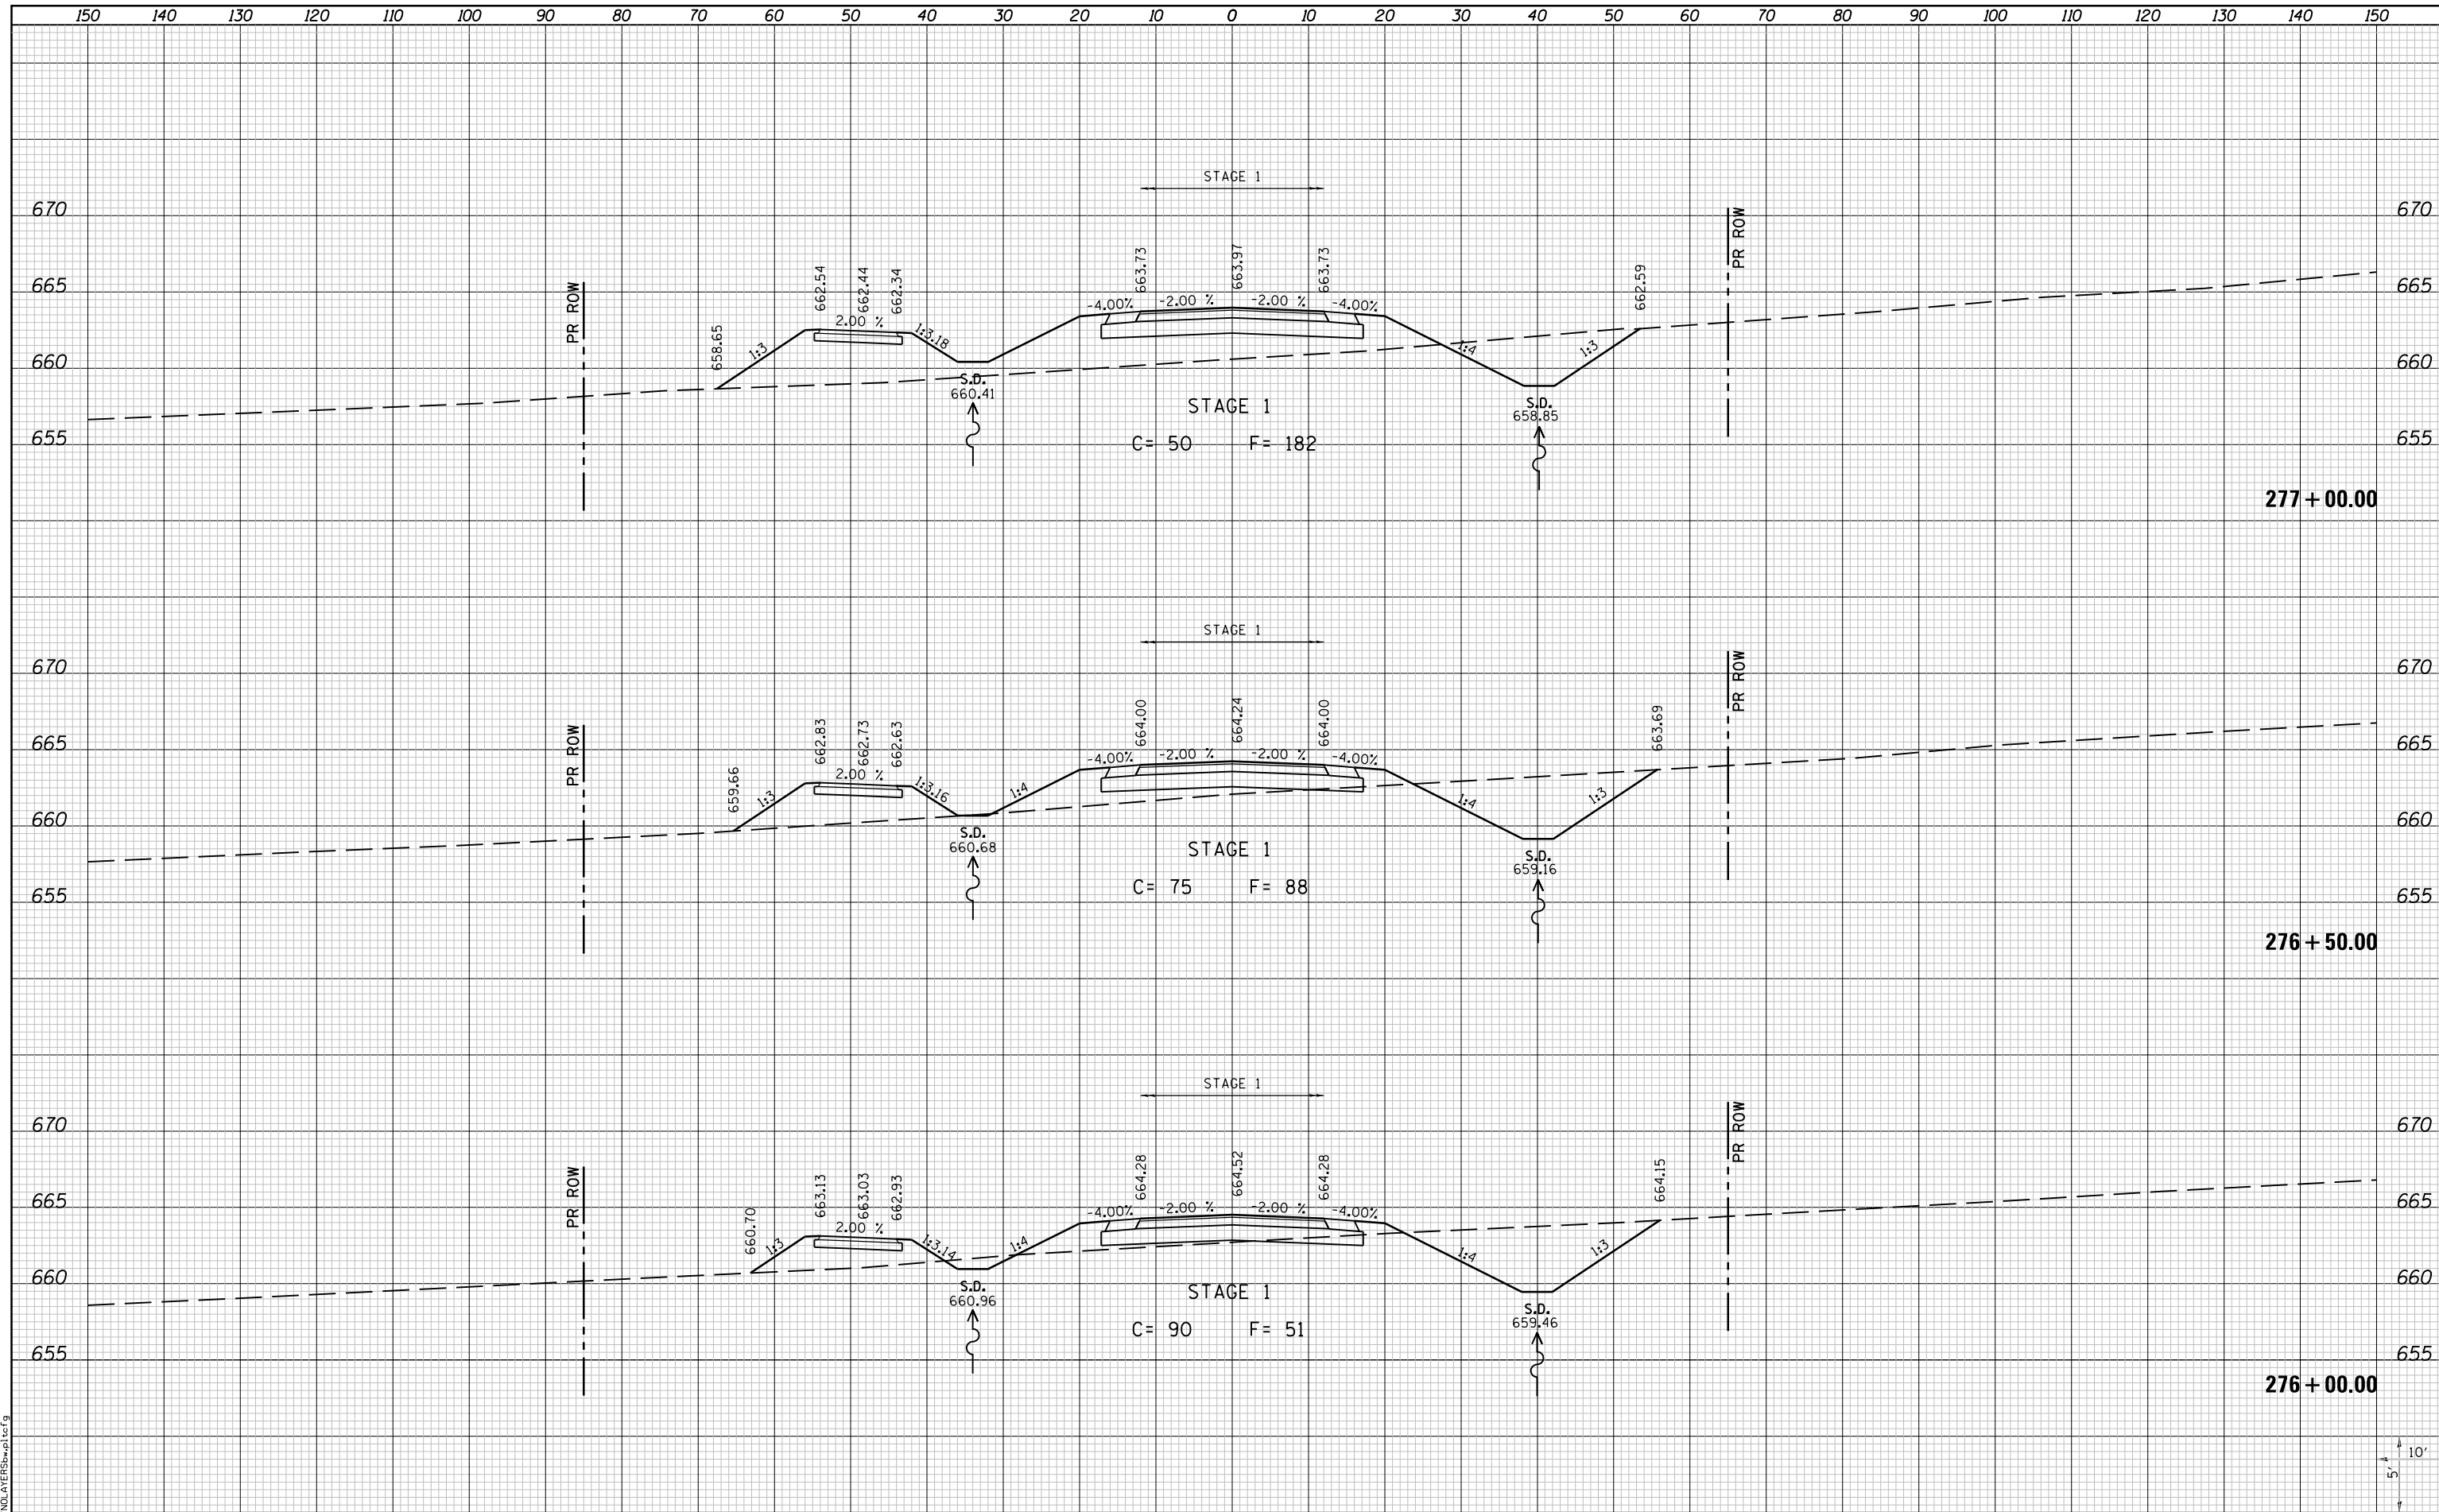 150 140 130 120 110 100 90 80 70 60 50 40 30 20 10 0 10 20 30 40 50 60 70 80 90 100 110 120 130 140 150
STAGE 1
670 670
PR ROW PR ROW
665 665
658.65 662.54 662.44 662.34 663.73 663.97 663.73 662.59
1:3 2.00 % 1:3.18 -4.00% -2.00 % -2.00 % -4.00% 1:4 1:3
660 660
S.D. S.D.
660.41 658.85
STAGE 1
655 655
C= 50 F= 182
277+00.00
STAGE 1
670 670
PR ROW PR ROW
665 665
659.66 662.83 662.73 662.63 664.00 664.24 664.00 663.69
1:3 2.00 % 1:3.16 1:4 -4.00% -2.00 % -2.00 % -4.00% 1:4 1:3
660 660
S.D. S.D.
660.68 659.16
STAGE 1
655 655
C= 75 F= 88
276+50.00
STAGE 1
670 670
PR ROW PR ROW
665 665
660.70 663.13 663.03 662.93 664.28 664.52 664.28 664.15
1:3 2.00 % 1:3.14 1:4 -4.00% -2.00 % -2.00 % -4.00% 1:4 1:3
660 660
S.D. S.D.
660.96 659.46
STAGE 1
655 655
C= 90 F= 51
276+00.00
10'
5'
NOLAYERSbw.pltcfg